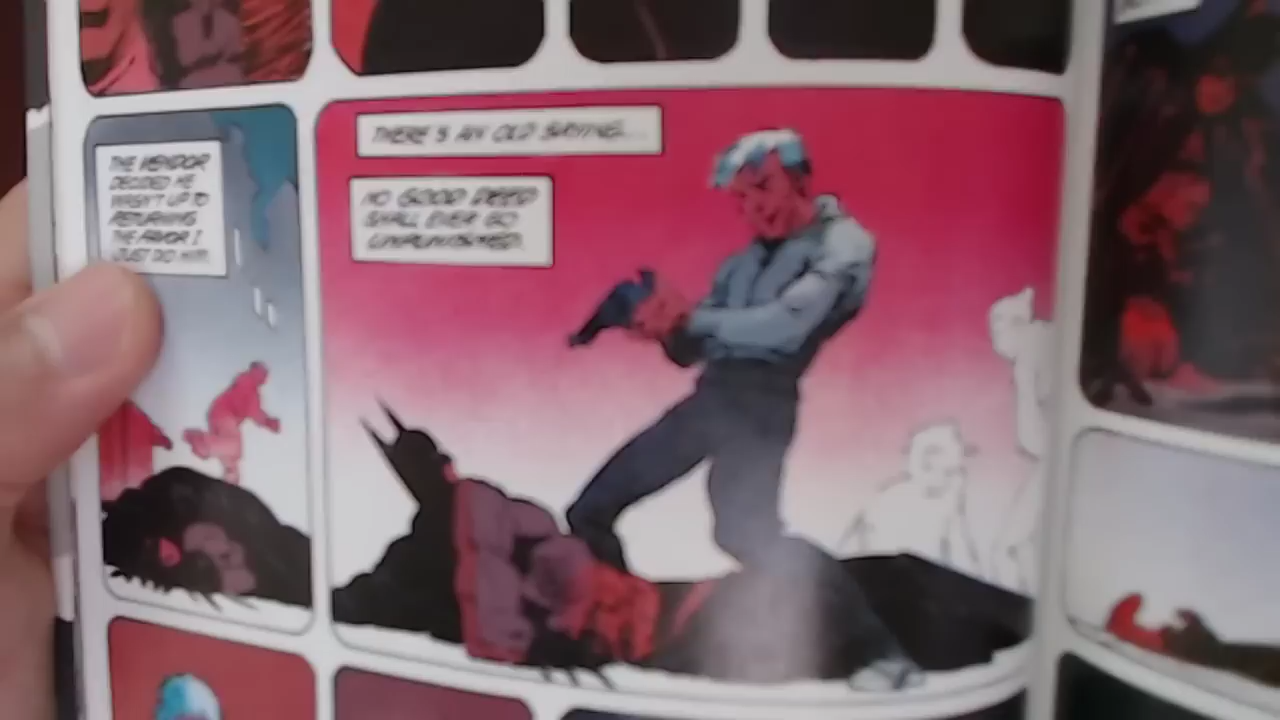 THE VENDOR
DECIDED HE
WASN'T UP TO
RETURNING
THE FAVOR I
JUST DID HIM.
THERE'S AN OLD SAYING...
NO GOOD DEED
SHALL EVER GO
UNPUNISHED.